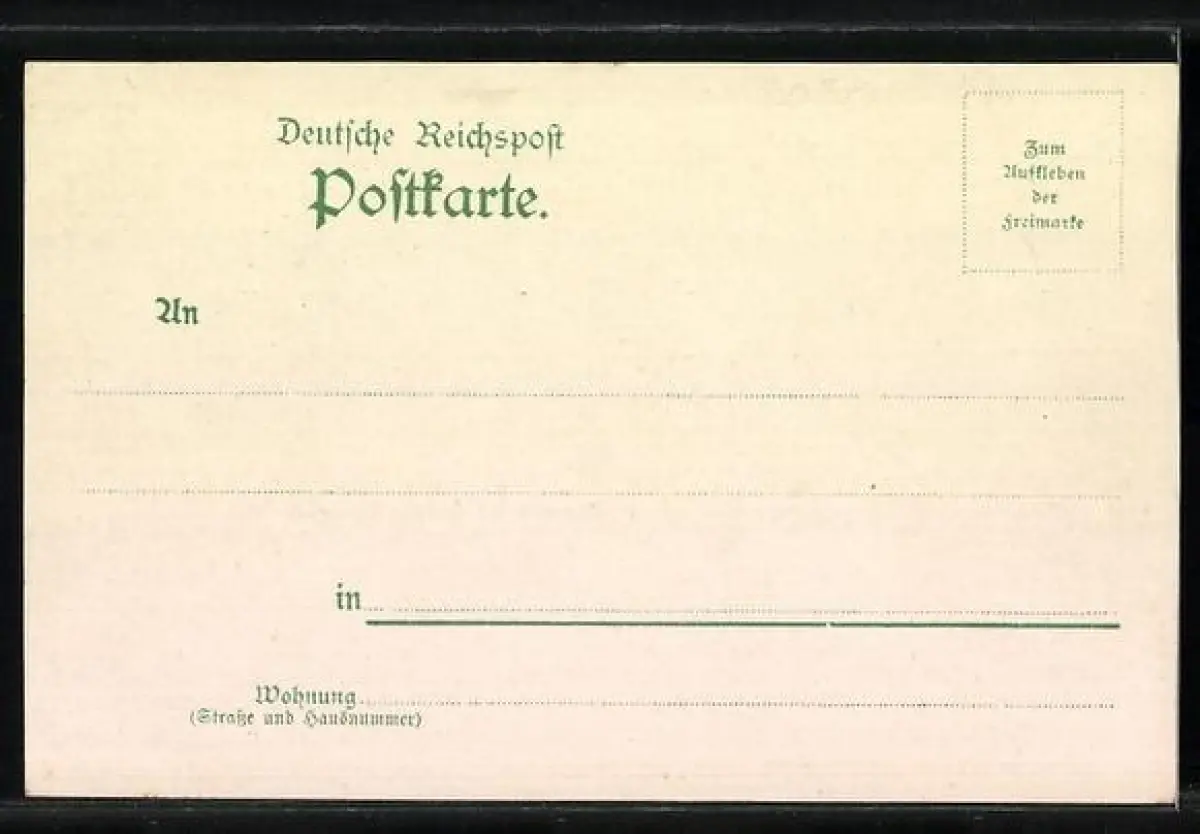 Deutsche Reichspost
Postkarte.
Zum
Aufkleben
der
Freimarke
An
in
Wohnung
(Straße und Hausnummer)